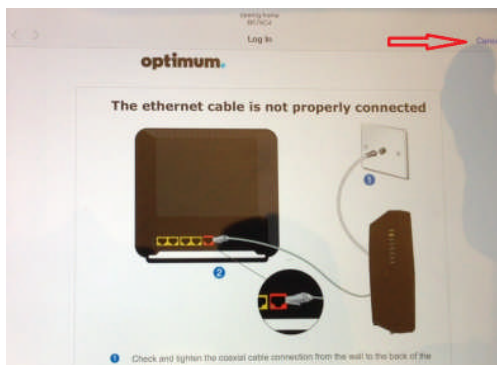 Log In
Cance
optimum.
The ethernet cable is not properly connected
1
2
1 Check and tighten the coaxial cable connection from the wall to the back of the